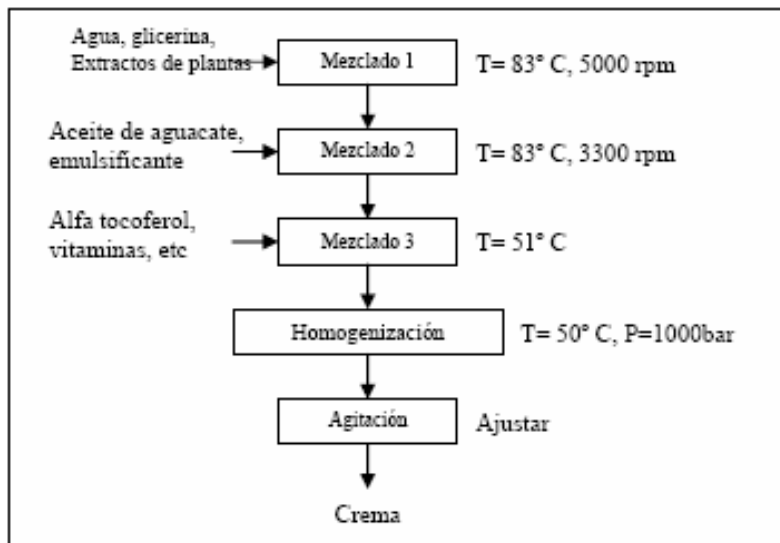 Agua, glicerina,
Extractos de plantas
Mezclado 1
T= 83° C, 5000 rpm
Aceite de aguacate,
emulsificante
Mezclado 2
T= 83° C, 3300 rpm
Alfa tocoferol,
vitaminas, etc
Mezclado 3
T= 51° C
Homogenización
T= 50° C, P=1000bar
Agitación
Ajustar
Crema